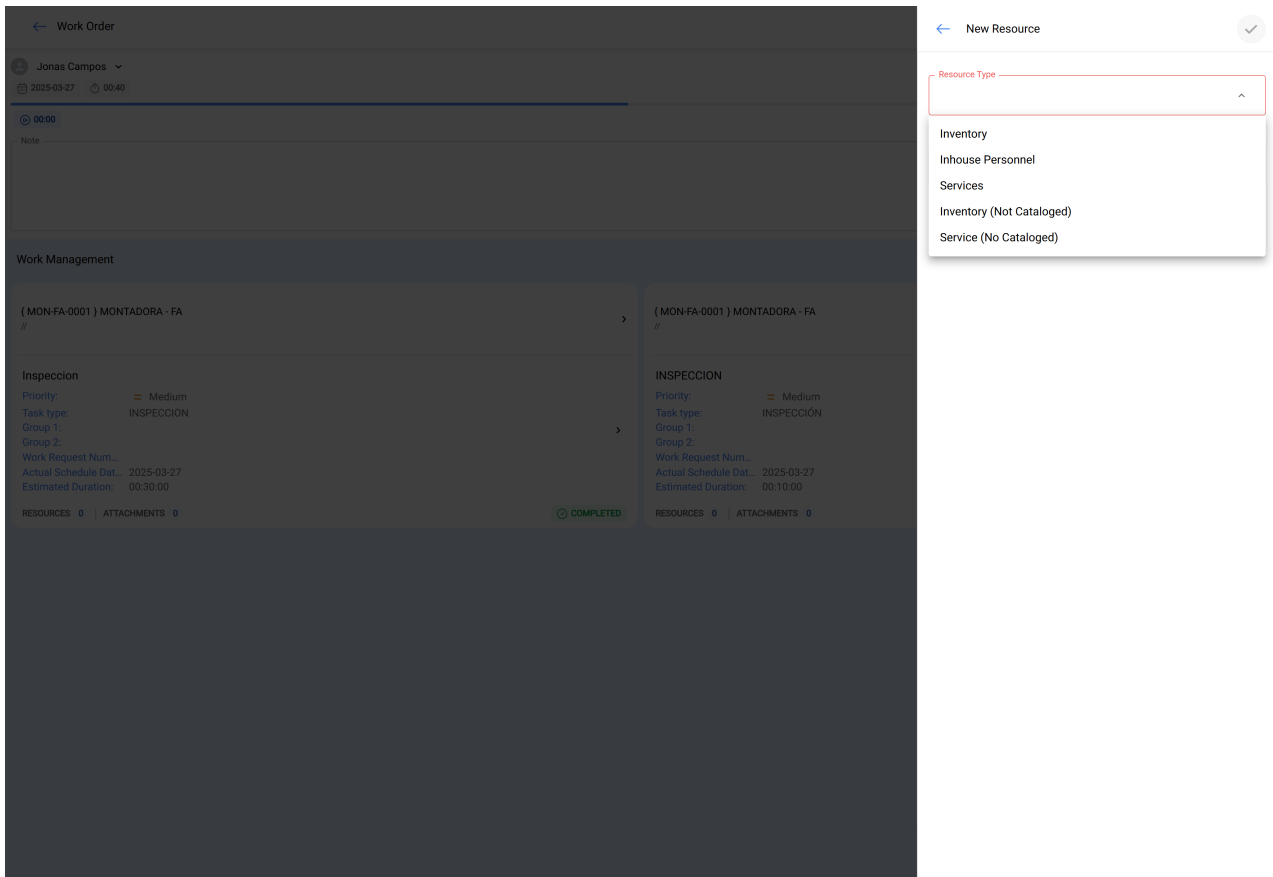 Work Order
Jonas Campos
2025-03-27 00:40
00:00
Note
Work Management
{ MON-FA-0001 } MONTADORA - FA
//
Inspeccion
Priority: Medium
Task type: INSPECCION
Group 1:
Group 2:
Work Request Num...
Actual Schedule Dat... 2025-03-27
Estimated Duration: 00:30:00
RESOURCES 0 | ATTACHMENTS 0 COMPLETED
{ MON-FA-0001 } MONTADORA - FA
//
INSPECCION
Priority: Medium
Task type: INSPECCIÓN
Group 1:
Group 2:
Work Request Num...
Actual Schedule Dat... 2025-03-27
Estimated Duration: 00:10:00
RESOURCES 0 | ATTACHMENTS 0
New Resource
Resource Type
Inventory
Inhouse Personnel
Services
Inventory (Not Cataloged)
Service (No Cataloged)